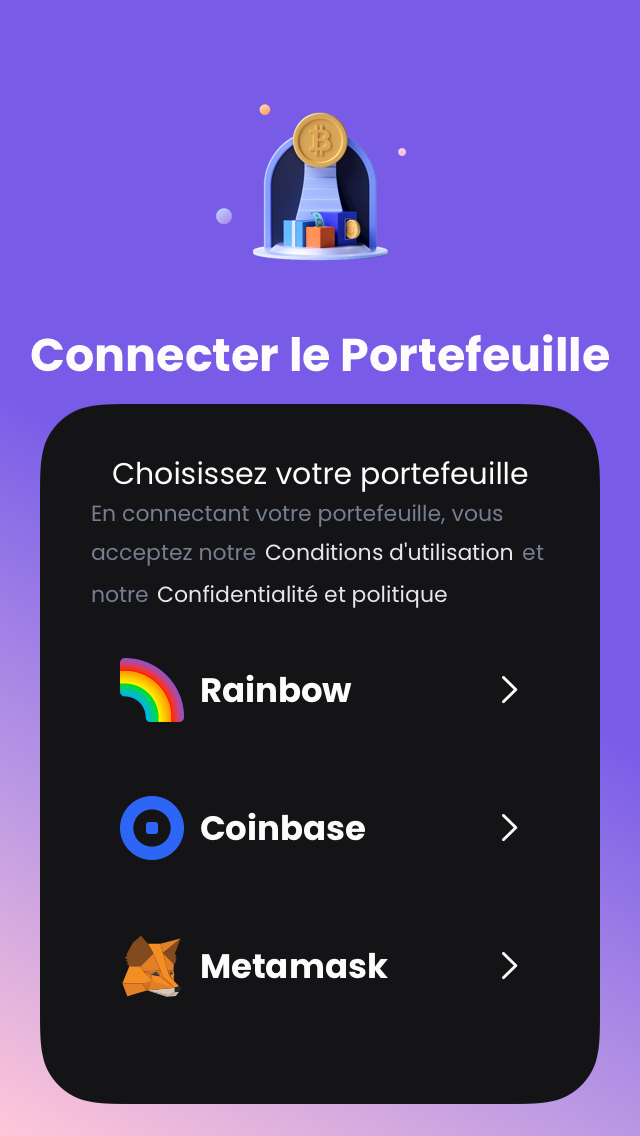 Connecter le Portefeuille
Choisissez votre portefeuille
En connectant votre portefeuille, vous
acceptez notre Conditions d'utilisation et
notre Confidentialité et politique
Rainbow
Coinbase
Metamask